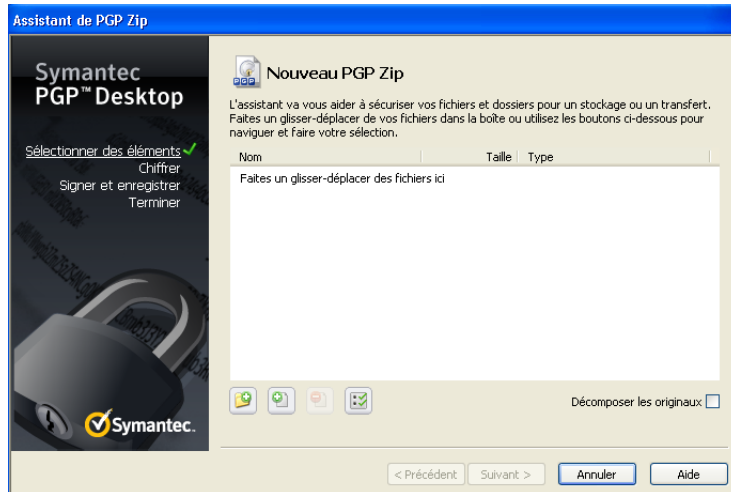 Assistant de PGP Zip
Symantec
PGP™ Desktop
Sélectionner des éléments
Chiffrer
Signer et enregistrer
Terminer
Symantec.
Nouveau PGP Zip
L'assistant va vous aider à sécuriser vos fichiers et dossiers pour un stockage ou un transfert.
Faites un glisser-déplacer de vos fichiers dans la boîte ou utilisez les boutons ci-dessous pour
naviguer et faire votre sélection.
Nom Taille Type
Faites un glisser-déplacer des fichiers ici
Décomposer les originaux
< Précédent Suivant > Annuler Aide